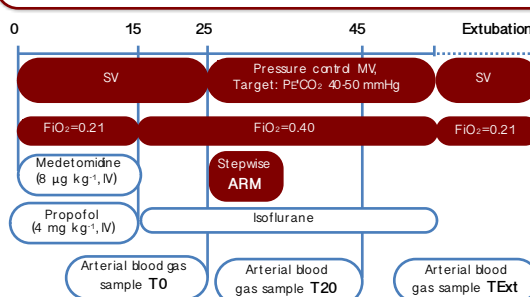 0 15 25 45 Extubation
SV
Pressure control MV,
Target: PE'CO₂ 40-50 mmHg
SV
FiO₂=0.21
FiO₂=0.40
FiO₂=0.21
Medetomidine
(8 µg kg⁻¹, IV)
Stepwise
ARM
Propofol
(4 mg kg⁻¹, IV)
Isoflurane
Arterial blood gas
sample T0
Arterial blood
gas sample T20
Arterial blood
gas sample TExt